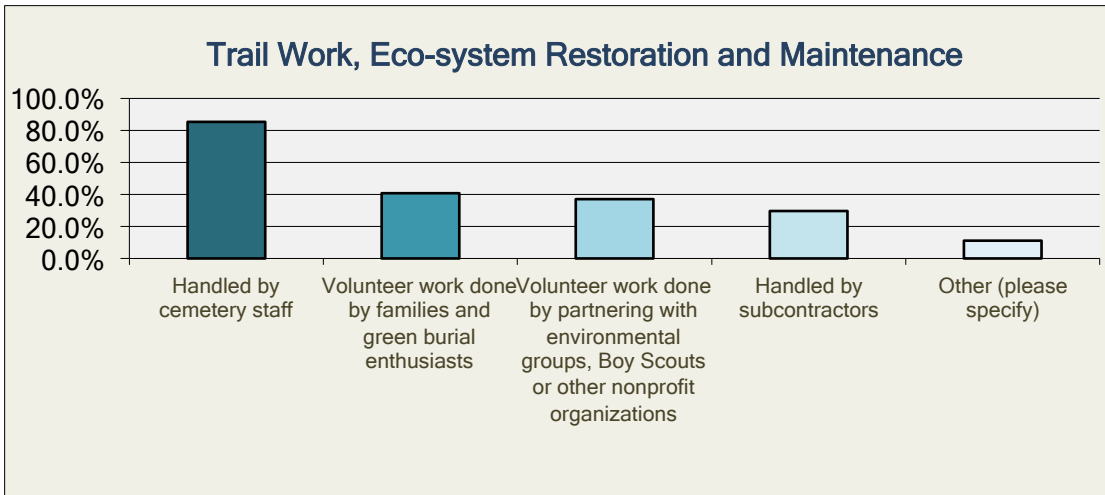 Trail Work, Eco-system Restoration and Maintenance
100.0%
80.0%
60.0%
40.0%
20.0%
0.0%
Handled by
cemetery staff
Volunteer work done
by families and
green burial
enthusiasts
Volunteer work done
by partnering with
environmental
groups, Boy Scouts
or other nonprofit
organizations
Handled by
subcontractors
Other (please
specify)